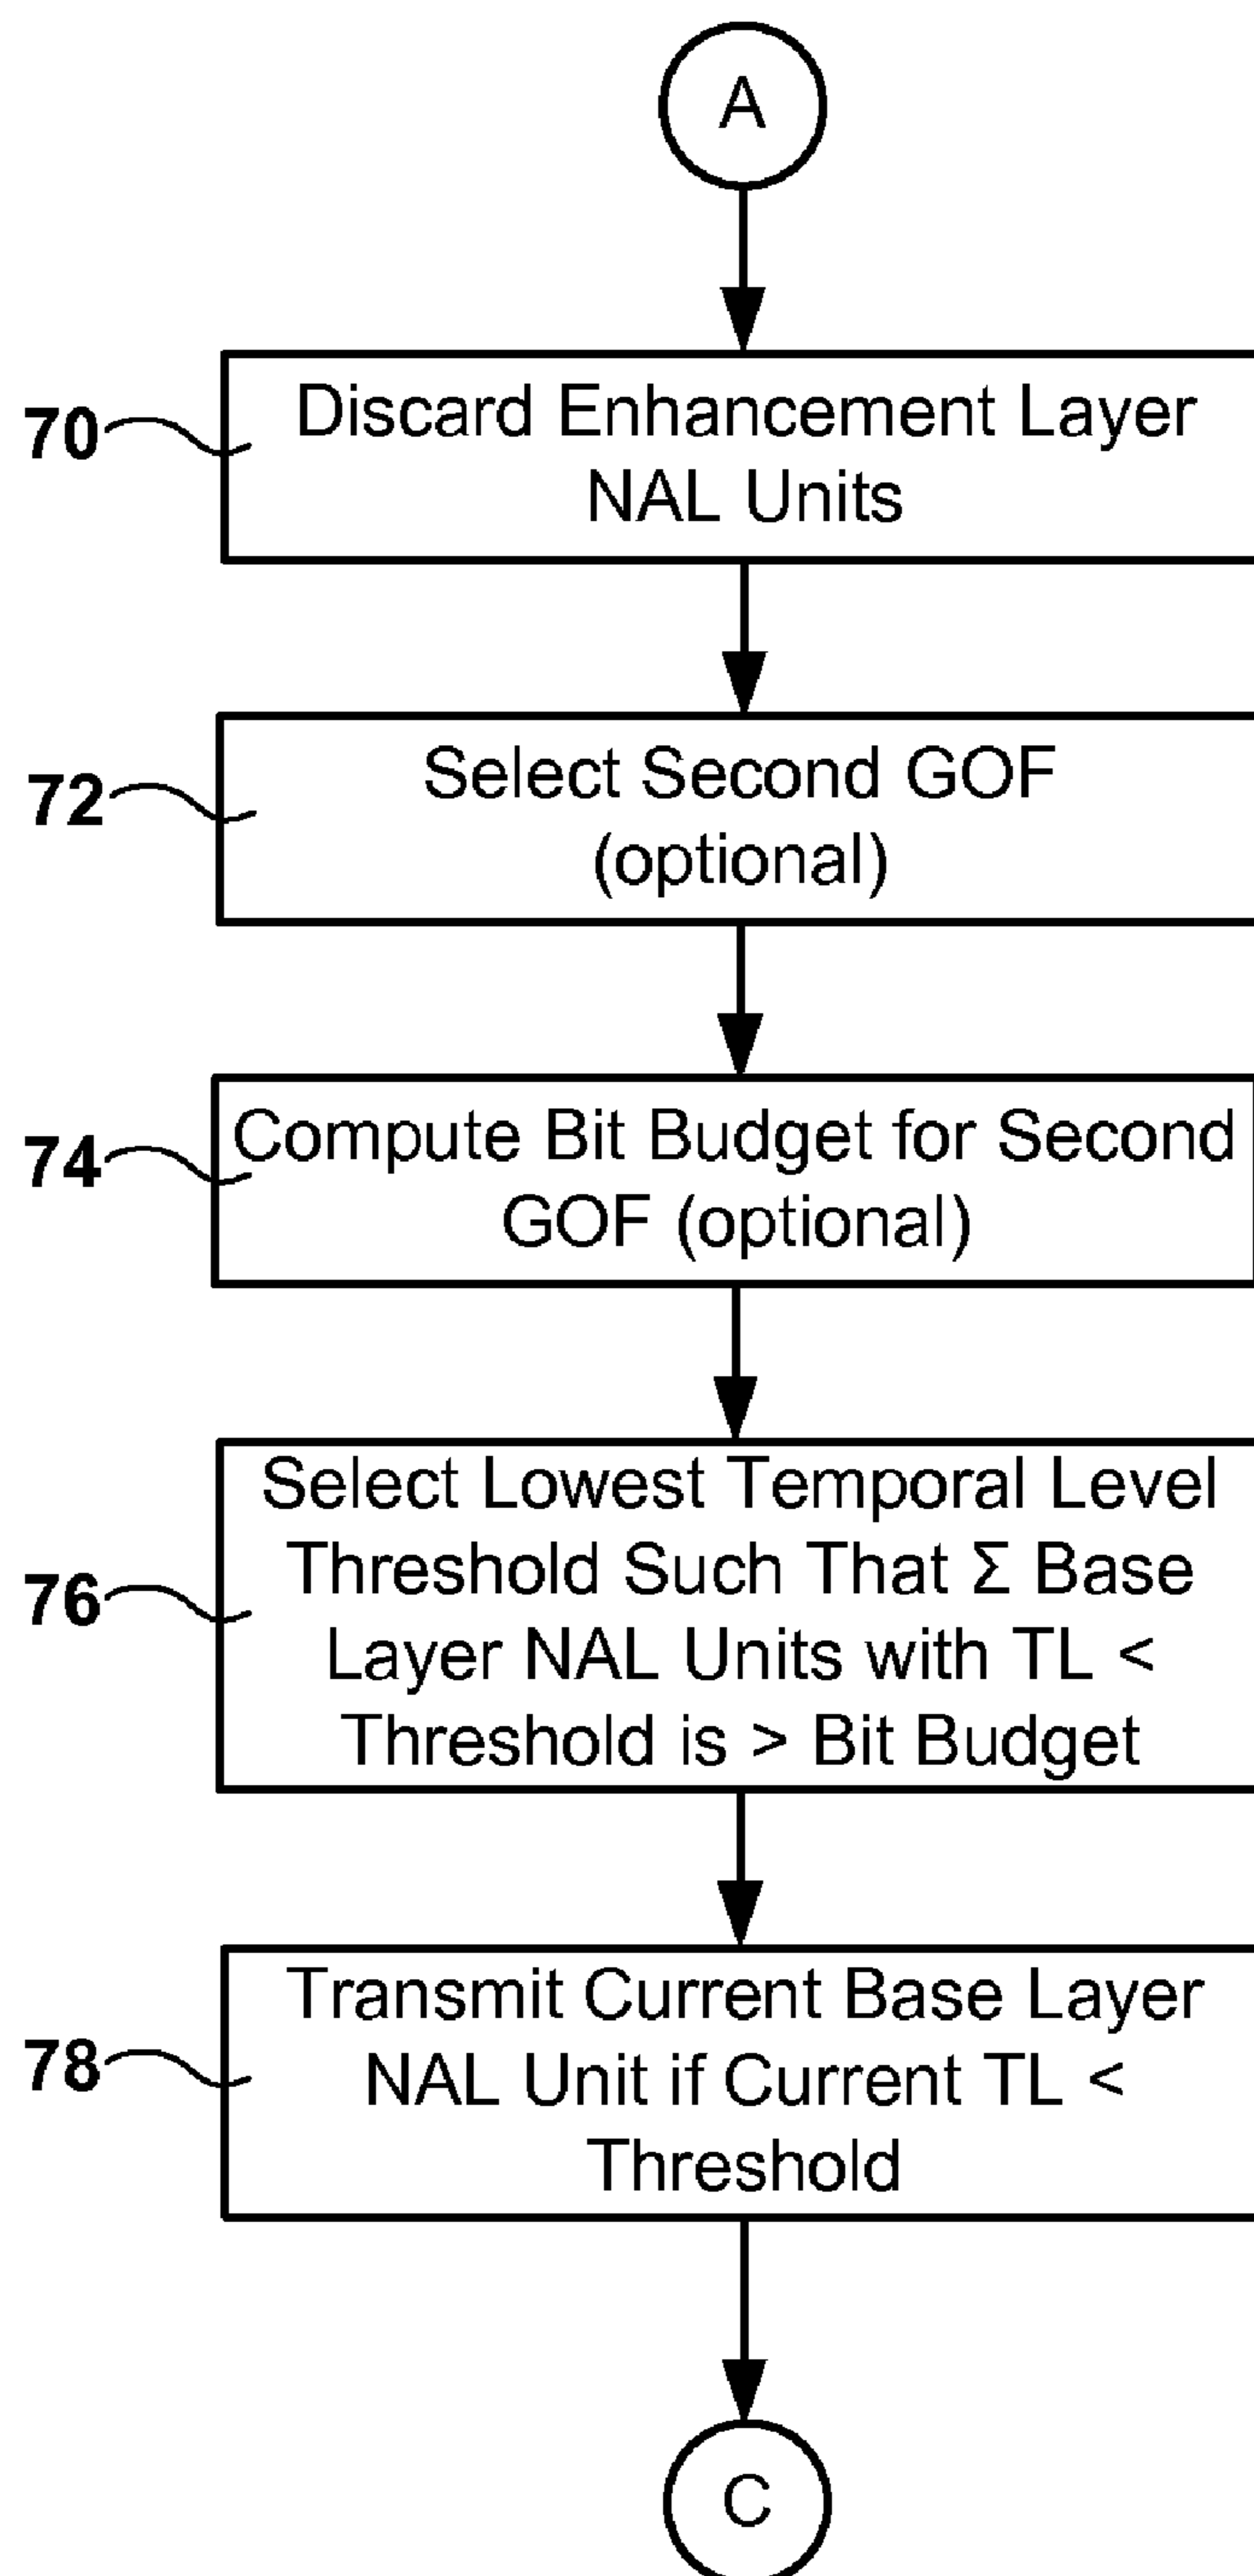 A
70
Discard Enhancement Layer
NAL Units
72
Select Second GOF
(optional)
74
Compute Bit Budget for Second
GOF (optional)
76
Select Lowest Temporal Level
Threshold Such That Σ Base
Layer NAL Units with TL <
Threshold is > Bit Budget
78
Transmit Current Base Layer
NAL Unit if Current TL <
Threshold
C